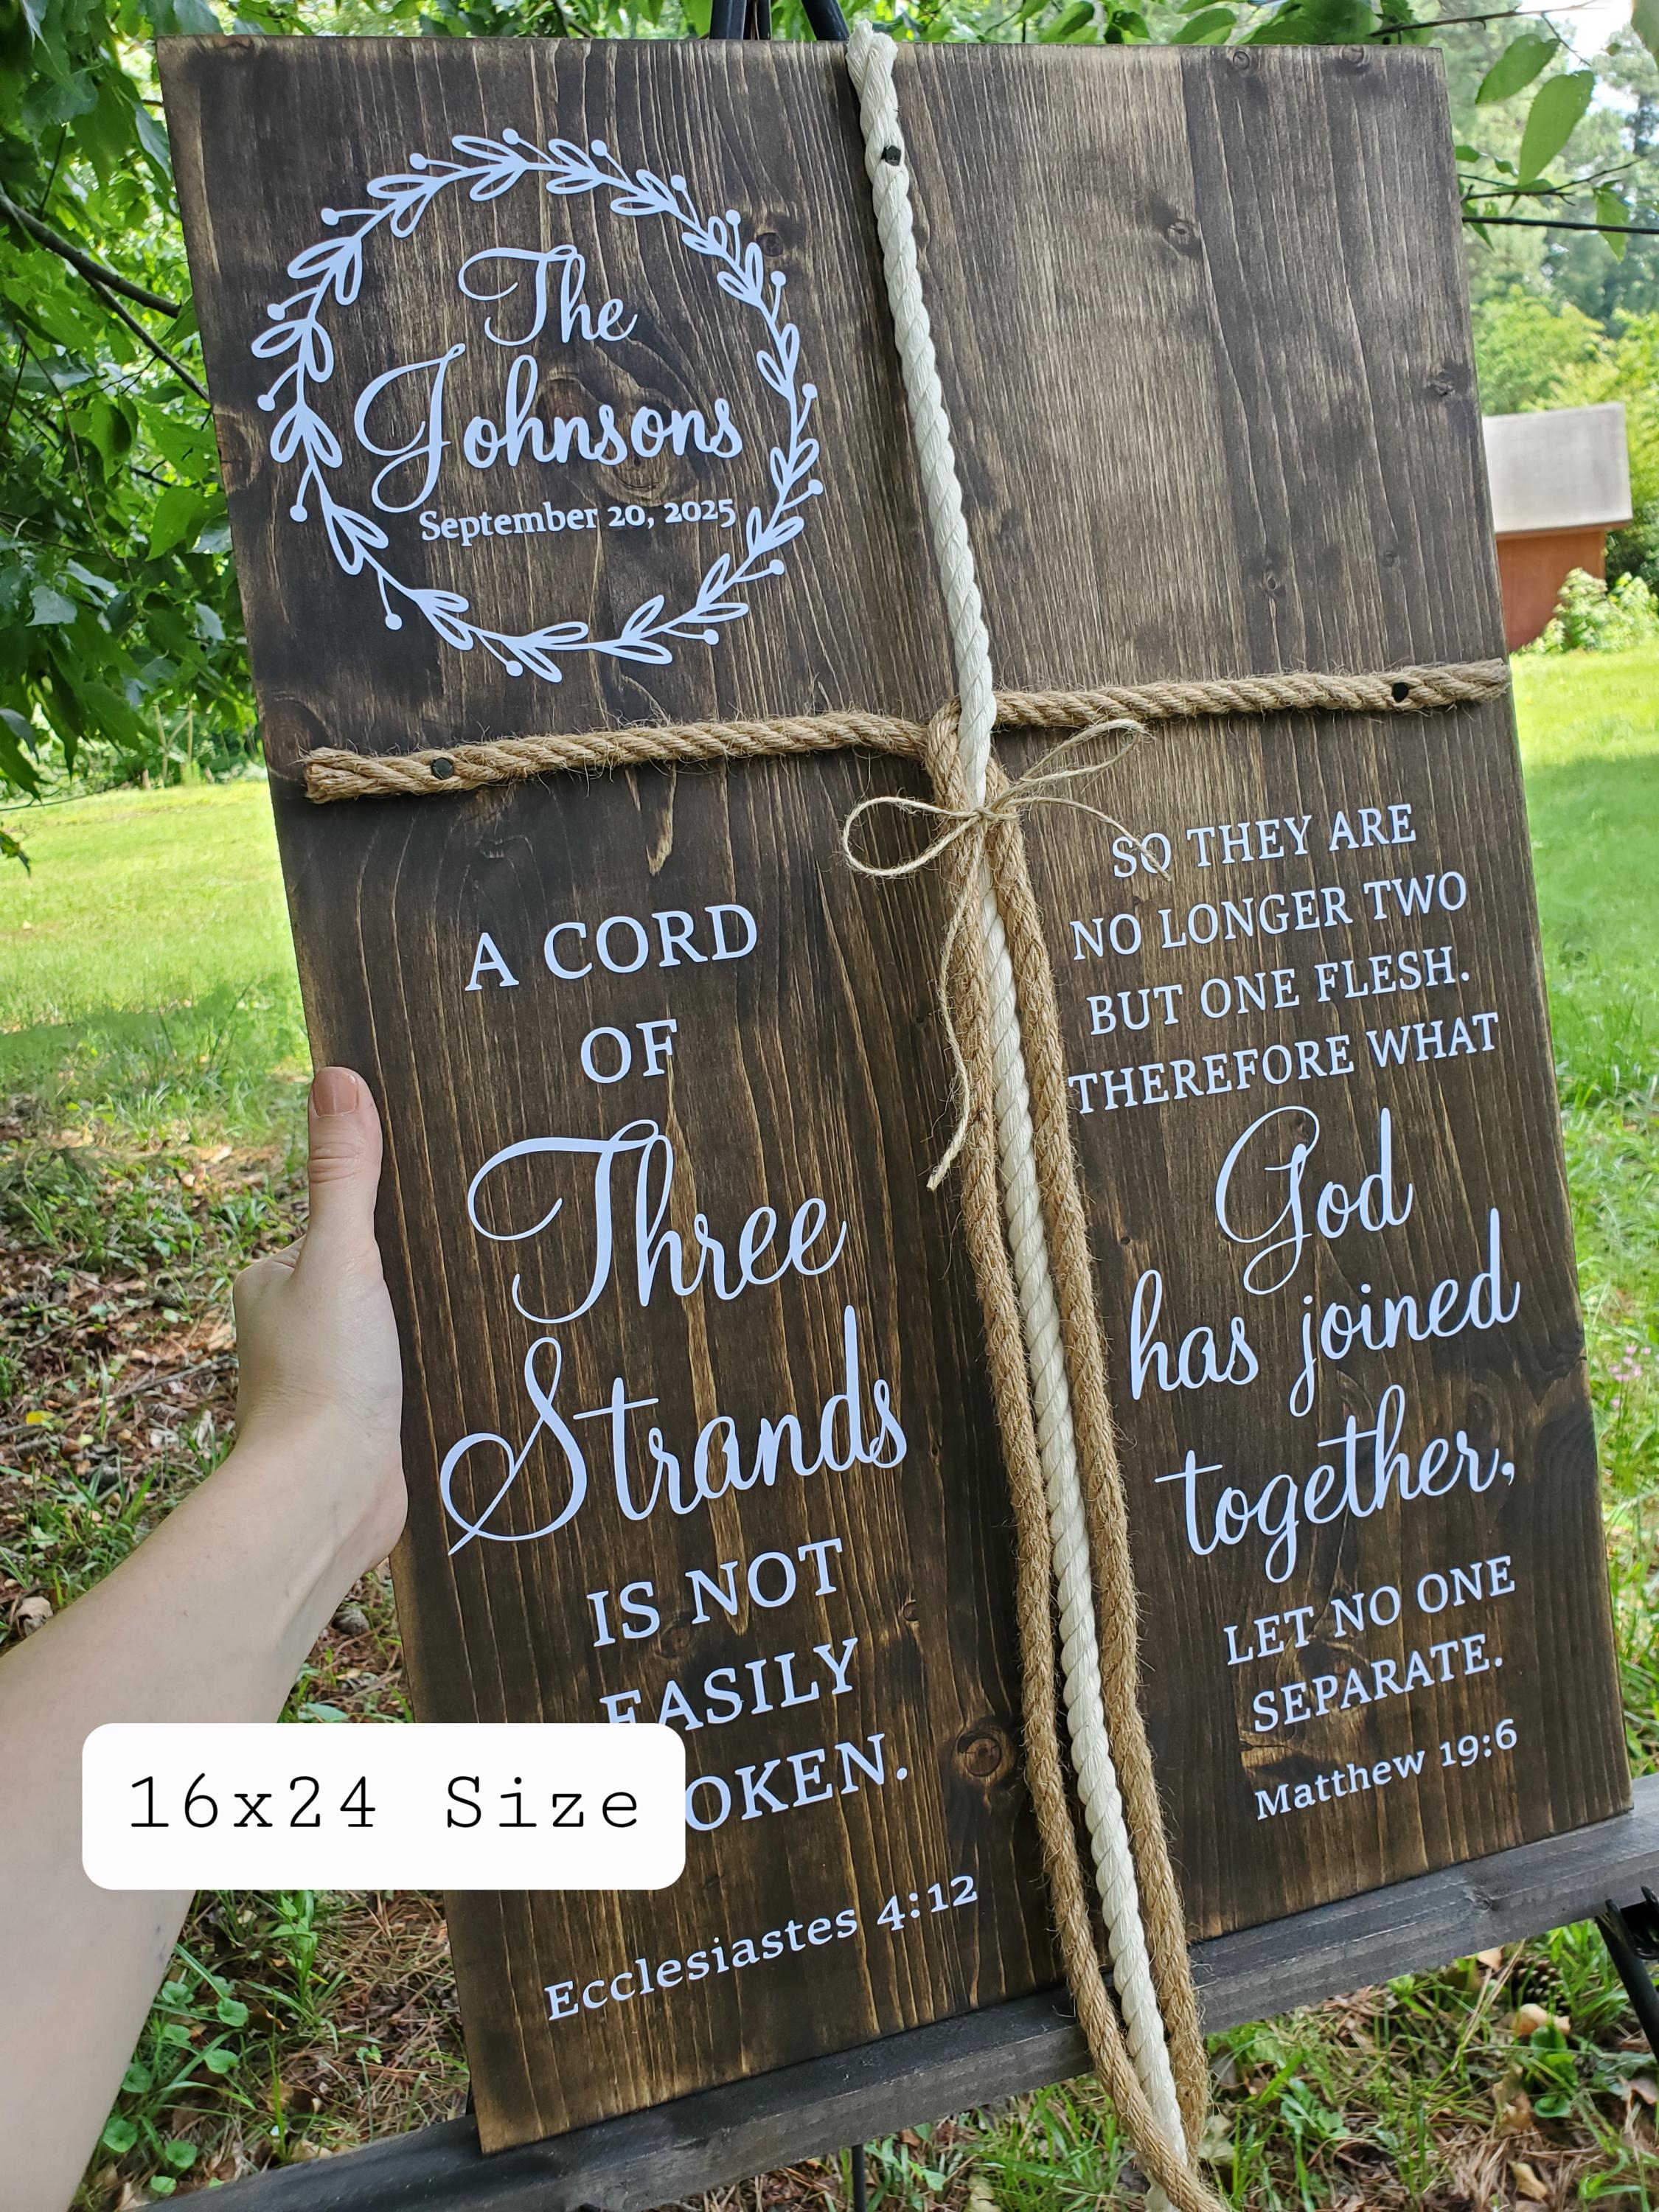 The
Johnsons
September 20, 2025
A CORD
OF
Three
Strands
IS NOT
EASILY
OKEN.
Ecclesiastes 4:12
SO THEY ARE
NO LONGER TWO
BUT ONE FLESH.
THEREFORE WHAT
God
has joined
together,
LET NO ONE
SEPARATE.
Matthew 19:6
16x24 Size